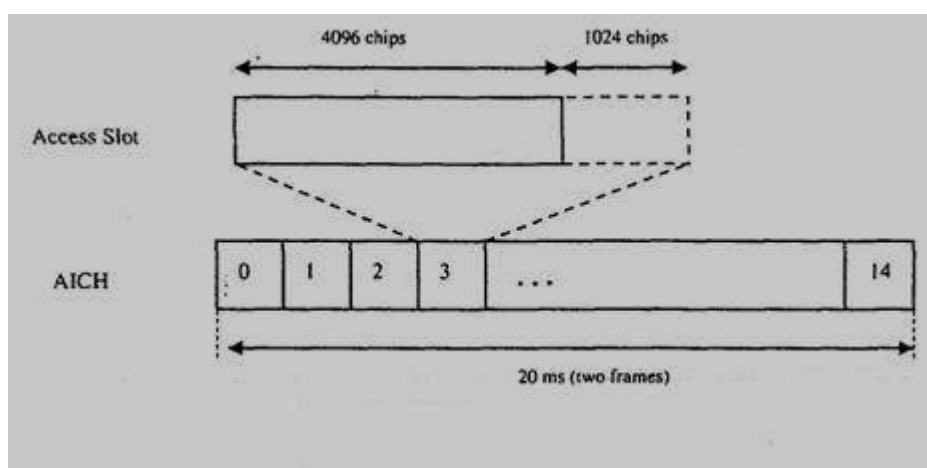 4096 chips 1024 chips
Access Slot
AICH 0 1 2 3 ... 14
20 ms (two frames)